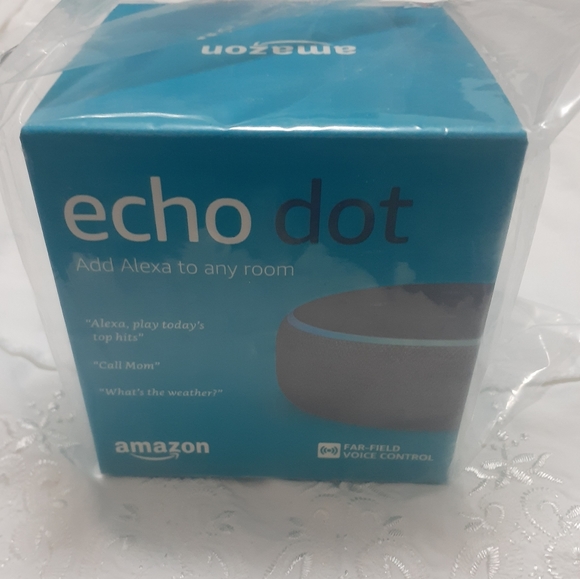 amazon
echo dot
Add Alexa to any room
"Alexa, play today's
top hits"
"Call Mom"
"What's the weather?"
amazon
FAR-FIELD
VOICE CONTROL